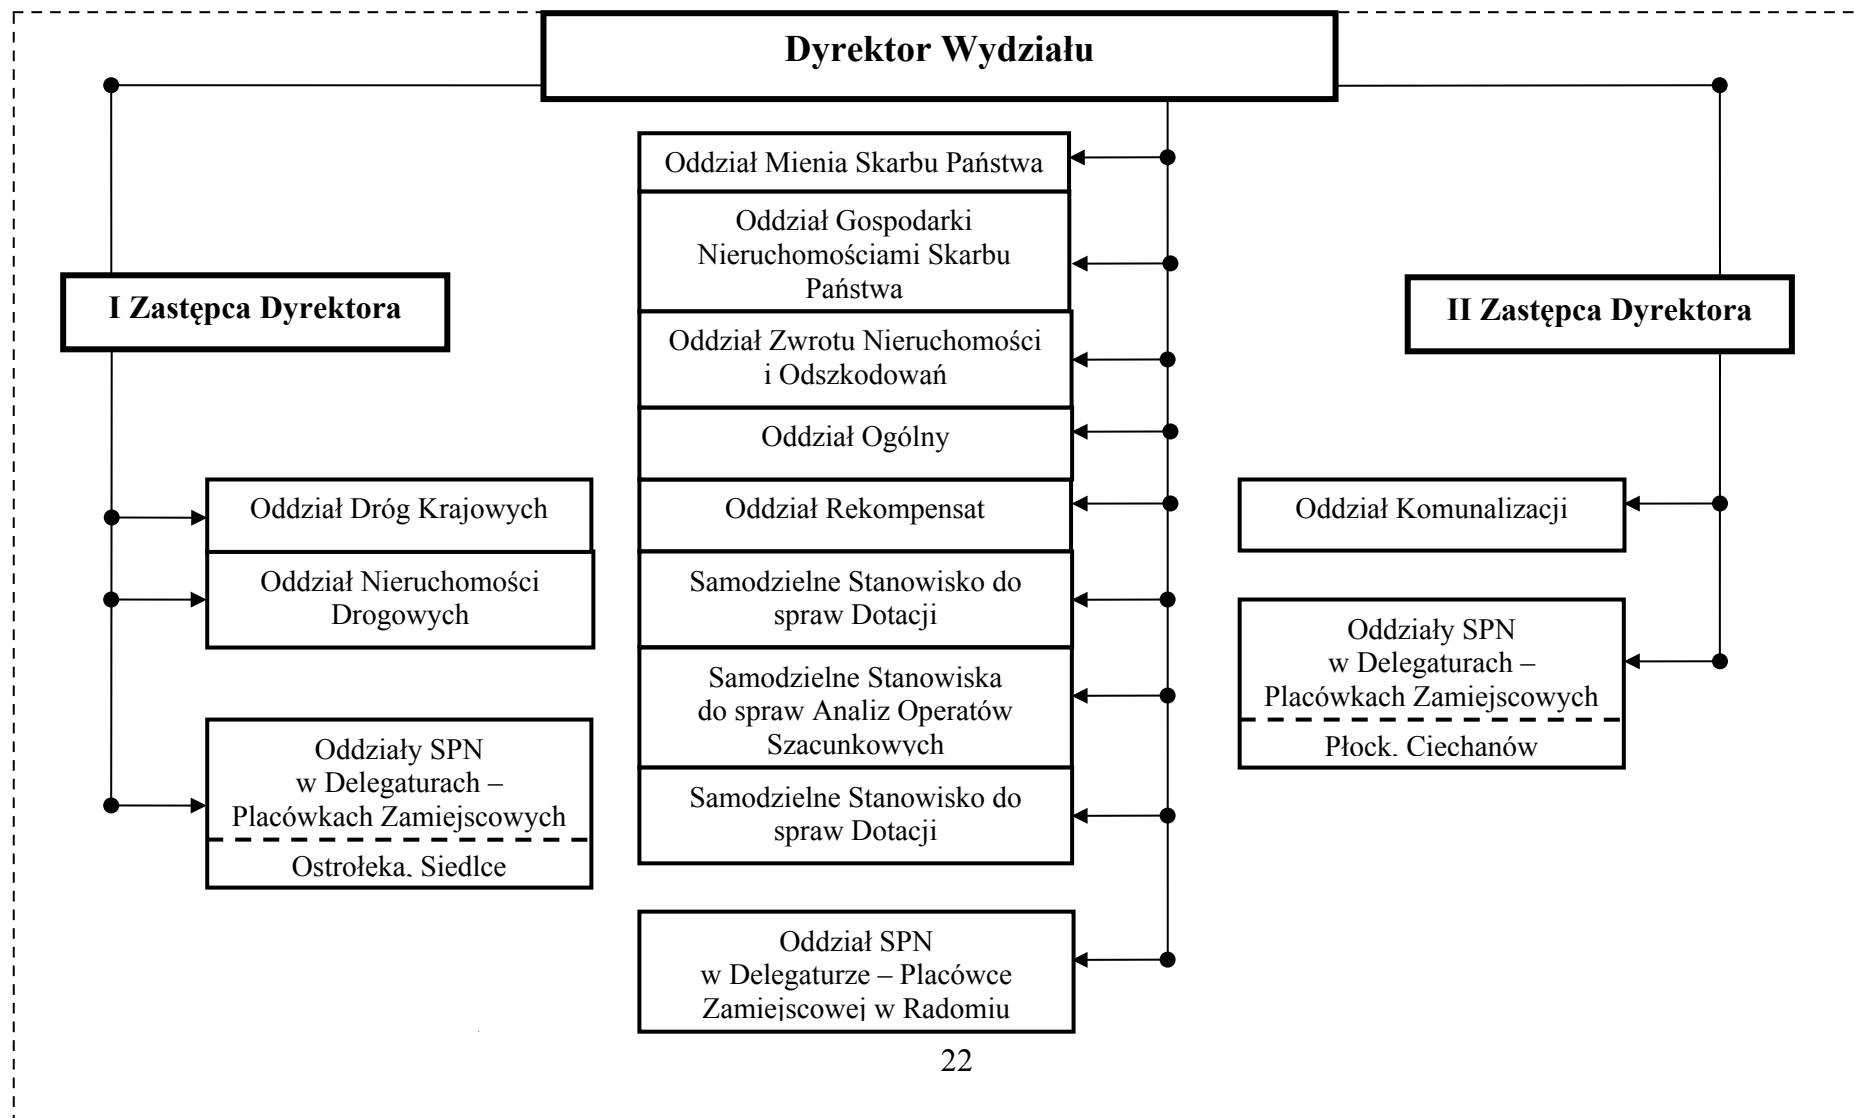 Dyrektor Wydziału
Oddział Mienia Skarbu Państwa
Oddział Gospodarki
Nieruchomościami Skarbu
Państwa
I Zastępca Dyrektora
II Zastępca Dyrektora
Oddział Zwrotu Nieruchomości
i Odszkodowań
Oddział Ogólny
Oddział Dróg Krajowych
Oddział Rekompensat
Oddział Komunalizacji
Oddział Nieruchomości
Drogowych
Samodzielne Stanowisko do
spraw Dotacji
Oddziały SPN
w Delegaturach –
Placówkach Zamiejscowych
Płock, Ciechanów
Samodzielne Stanowiska
do spraw Analiz Operatów
Szacunkowych
Oddziały SPN
w Delegaturach –
Placówkach Zamiejscowych
Ostrołęka, Siedlce
Samodzielne Stanowisko do
spraw Dotacji
Oddział SPN
w Delegaturze – Placówce
Zamiejscowej w Radomiu
22